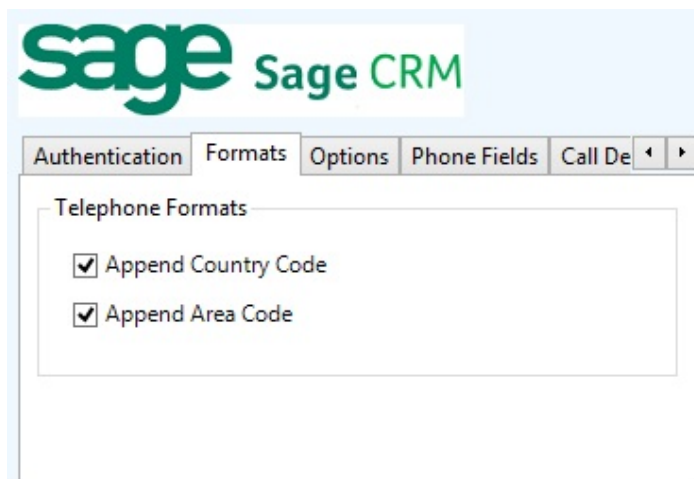 sage Sage CRM
Authentication Formats Options Phone Fields Call De
Telephone Formats
Append Country Code
Append Area Code